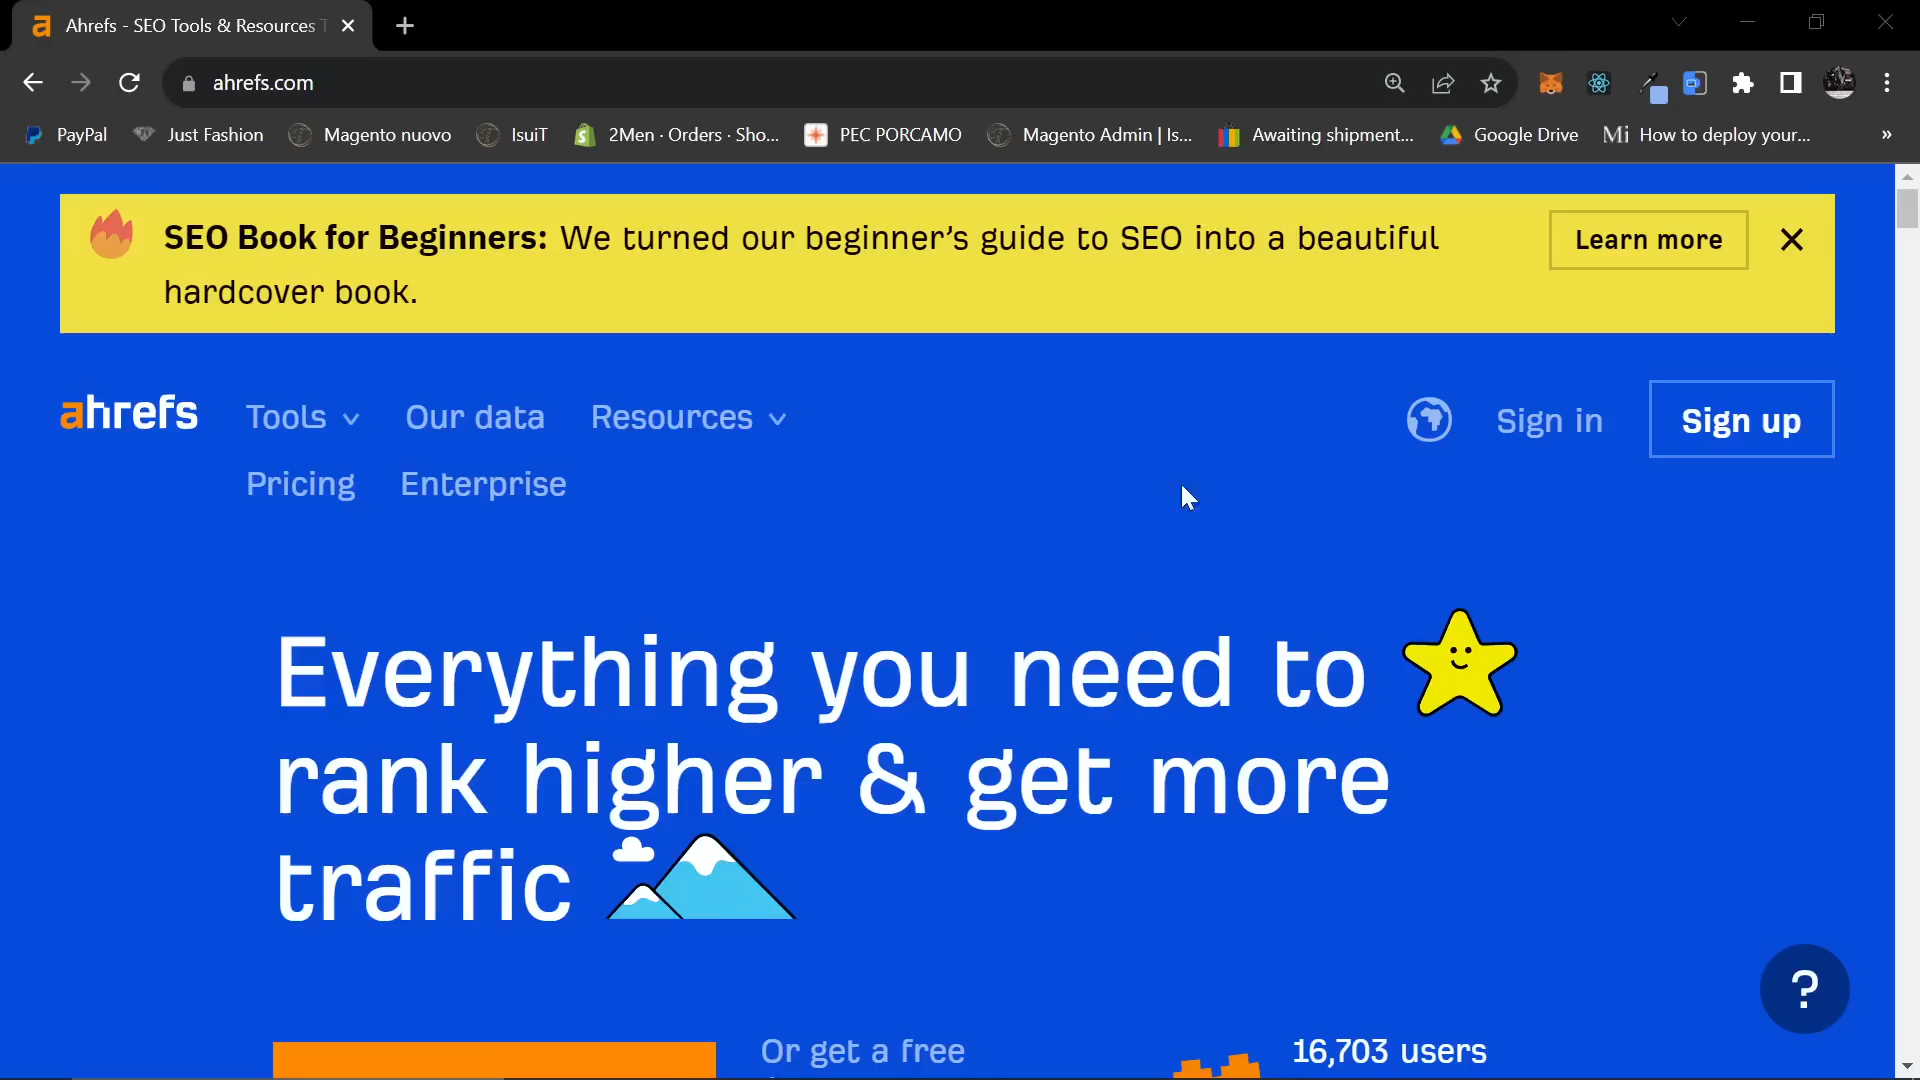 Ahrefs - SEO Tools & Resources T
ahrefs.com
PayPal Just Fashion Magento nuovo IsuiT 2Men · Orders · Sho... PEC PORCAMO Magento Admin | Is... Awaiting shipment... Google Drive Mi How to deploy your... »
SEO Book for Beginners: We turned our beginner’s guide to SEO into a beautiful
hardcover book.
Learn more
ahrefs Tools Our data Resources Sign in Sign up
Pricing Enterprise
Everything you need to
rank higher & get more
traffic
?
Or get a free 16,703 users